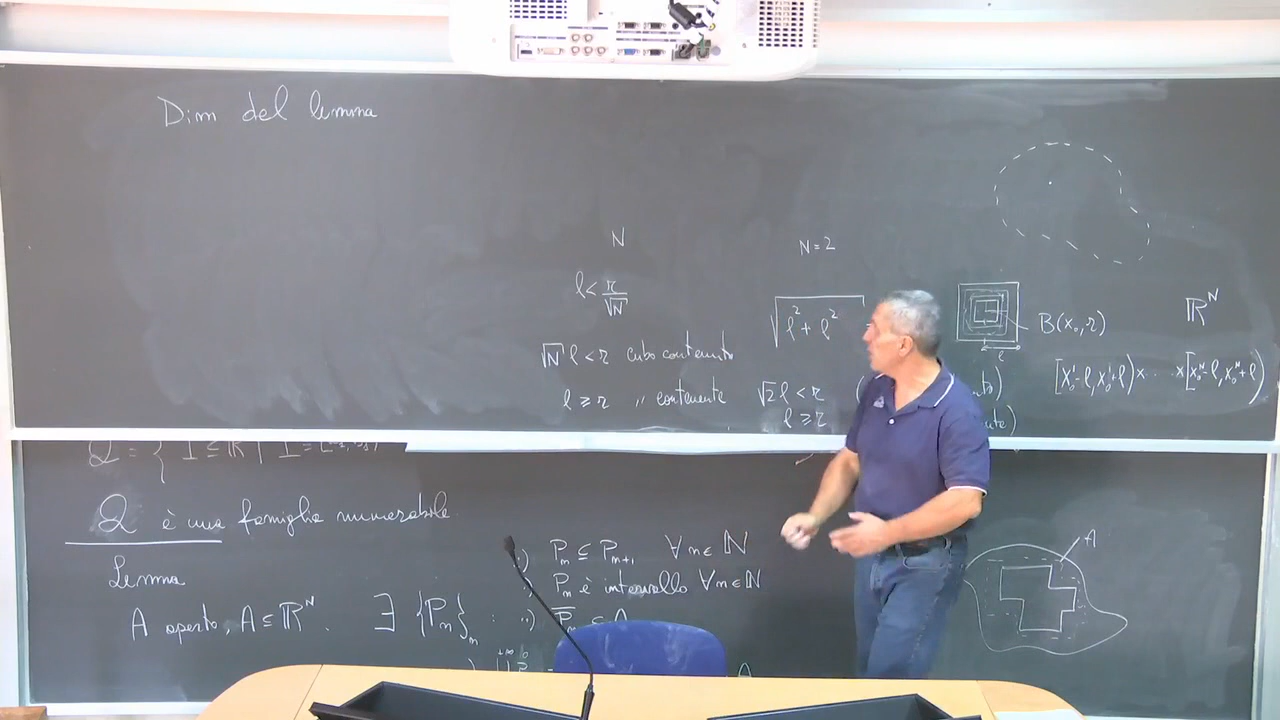 Dim del lemma
N
N = 2
l < r/√N
√(l² + l²)
B(x₀, r)
ℝᴺ
√N l < r cubo contenuto
[x₀¹ - l, x₀¹ + l) × . . . × [x₀ᴺ - l, x₀ᴺ + l)
l ≥ r " contenente
√2 l < r
l ≥ r
l
Q è una famiglia numerabile.
Lemma
A aperto, A ⊆ ℝᴺ. ∃ {Pₙ}ₙ :
Pₙ ⊆ Pₙ₊₁ ∀ n ∈ ℕ
Pₙ è intervallo ∀ n ∈ ℕ
A